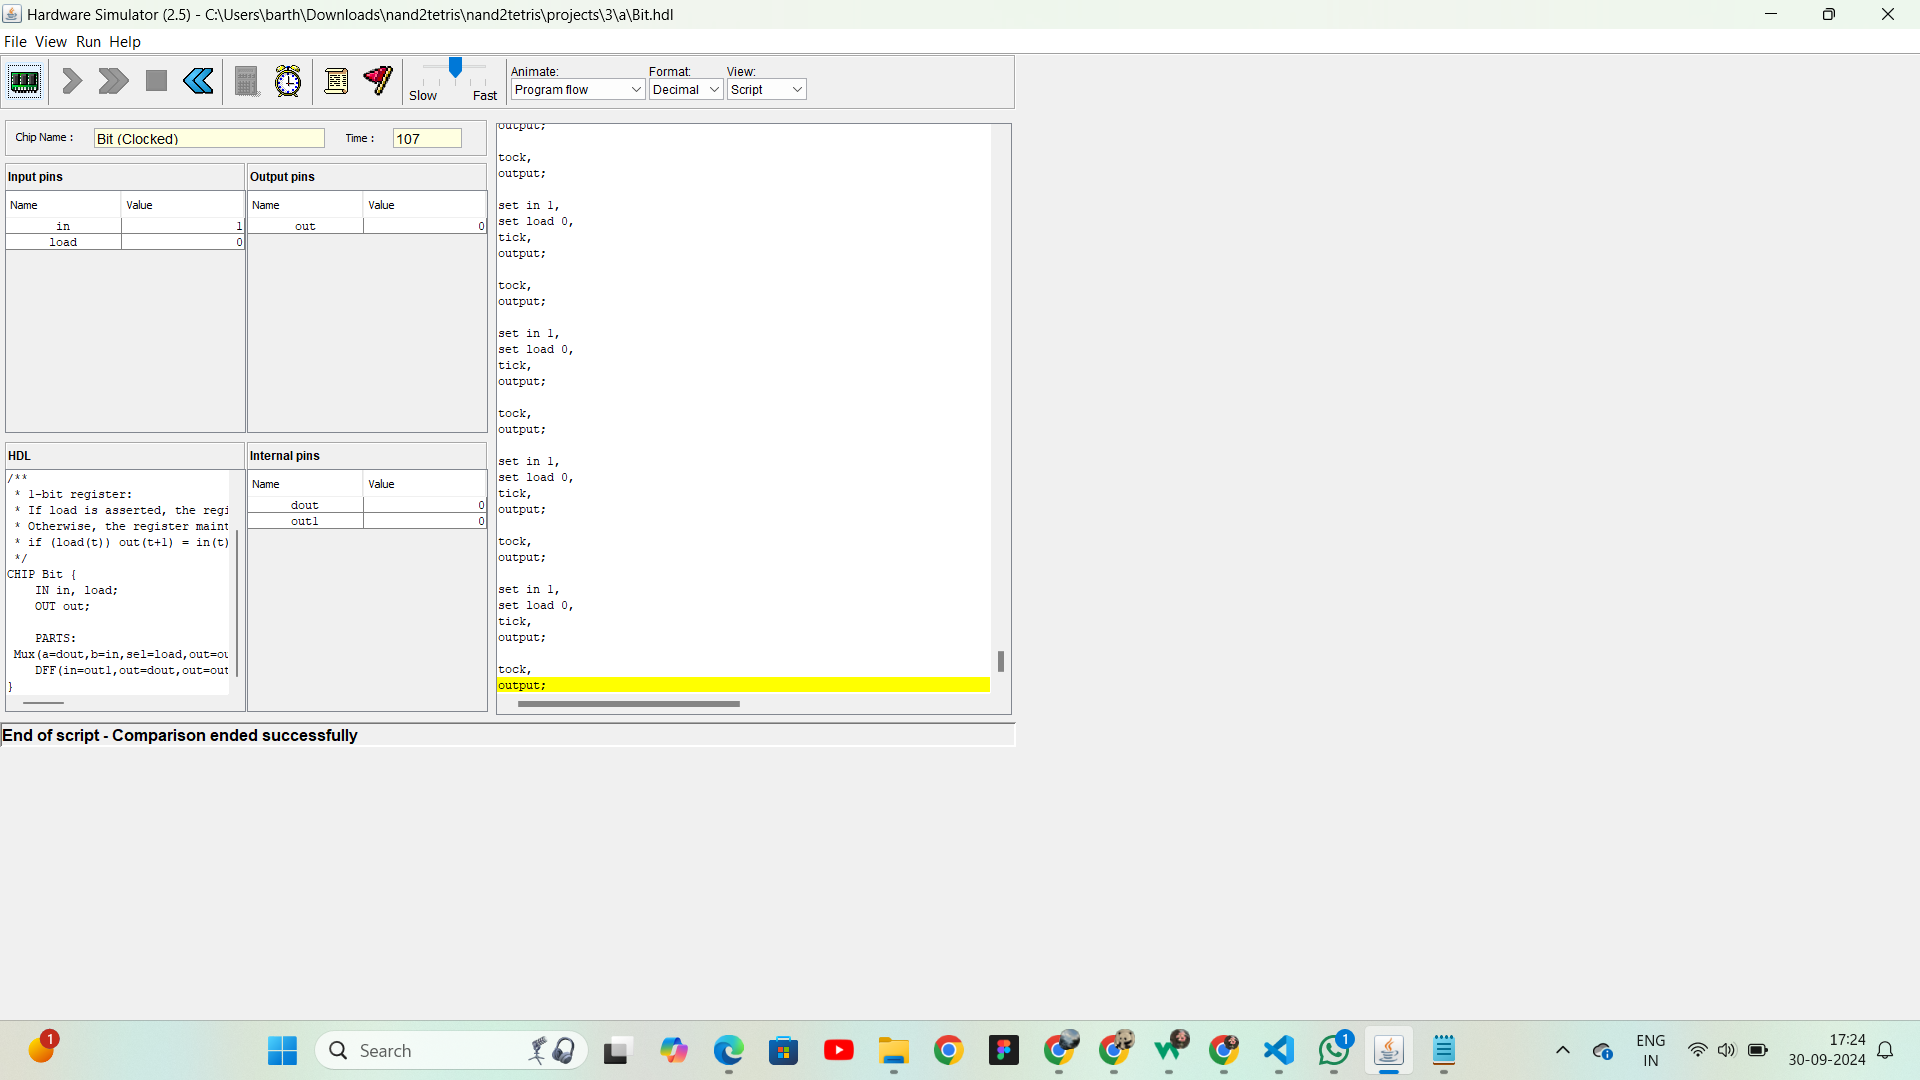 Hardware Simulator (2.5) - C:\Users\barth\Downloads\nand2tetris\nand2tetris\projects\3\a\Bit.hdl
File View Run Help
Slow Fast
Animate: Format: View:
Program flow Decimal Script
Chip Name : Bit (Clocked) Time : 107
Input pins
Name Value
in 1
load 0
Output pins
Name Value
out 0
HDL
/**
* 1-bit register:
* If load is asserted, the regi
* Otherwise, the register maint
* if (load(t)) out(t+1) = in(t)
*/
CHIP Bit {
IN in, load;
OUT out;
PARTS:
Mux(a=dout,b=in,sel=load,out=ou
DFF(in=out1,out=dout,out=out
}
Internal pins
Name Value
dout 0
out1 0
output;
tock,
output;
set in 1,
set load 0,
tick,
output;
tock,
output;
set in 1,
set load 0,
tick,
output;
tock,
output;
set in 1,
set load 0,
tick,
output;
tock,
output;
set in 1,
set load 0,
tick,
output;
tock,
output;
End of script - Comparison ended successfully
1
Search
1
ENG
IN
17:24
30-09-2024